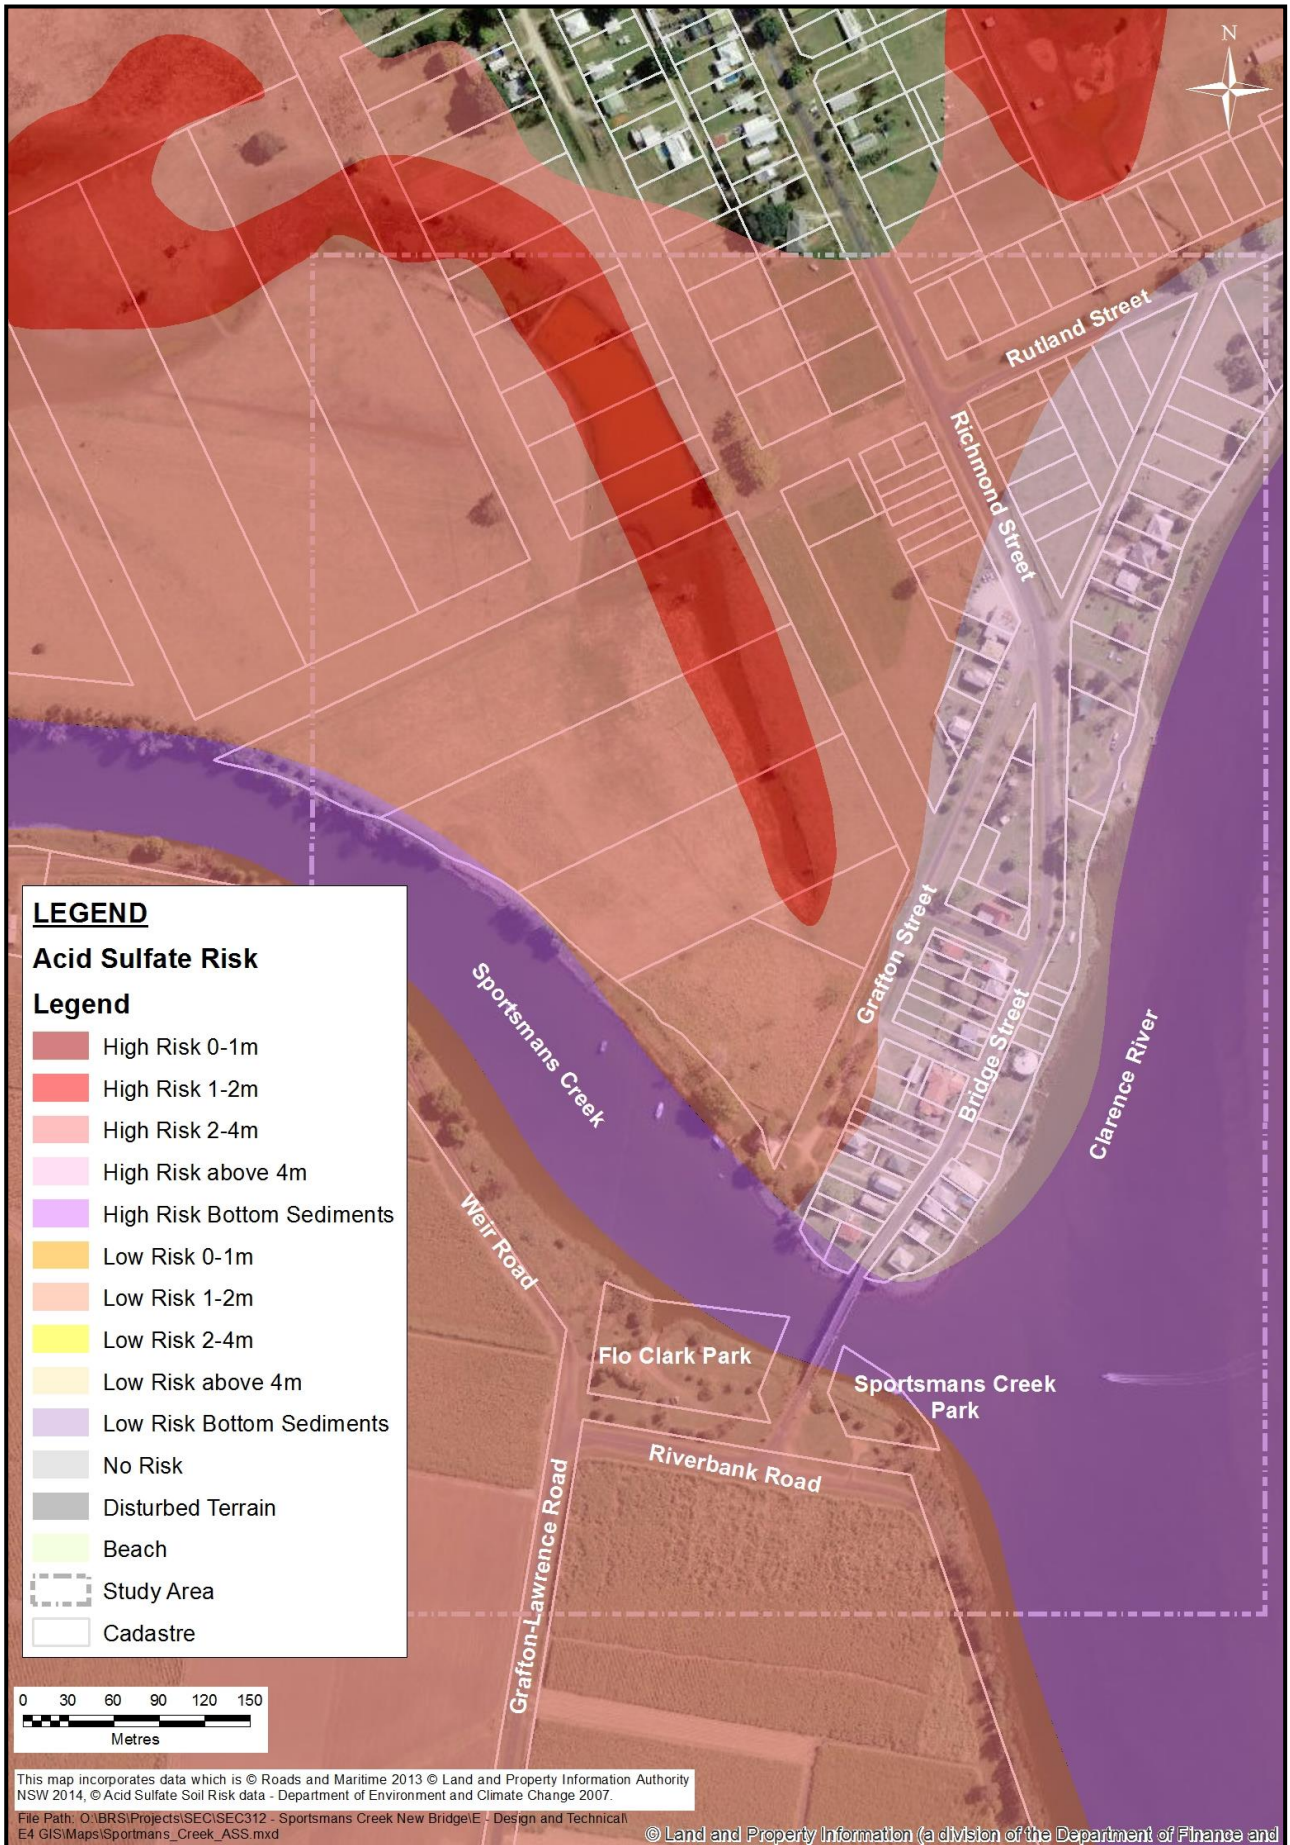 N
Rutland Street
Richmond Street
Grafton Street
Bridge Street
Clarence River
Sportsmans Creek
Weir Road
Flo Clark Park
Sportsmans Creek
Park
Riverbank Road
Grafton-Lawrence Road
LEGEND
Acid Sulfate Risk
Legend
High Risk 0-1m
High Risk 1-2m
High Risk 2-4m
High Risk above 4m
High Risk Bottom Sediments
Low Risk 0-1m
Low Risk 1-2m
Low Risk 2-4m
Low Risk above 4m
Low Risk Bottom Sediments
No Risk
Disturbed Terrain
Beach
Study Area
Cadastre
0 30 60 90 120 150
Metres
This map incorporates data which is © Roads and Maritime 2013 © Land and Property Information Authority
NSW 2014, © Acid Sulfate Soil Risk data - Department of Environment and Climate Change 2007.
File Path: O:\BRS\Projects\SEC\SEC312 - Sportsmans Creek New Bridge\E - Design and Technical\
E4 GIS\Maps\Sportmans_Creek_ASS.mxd
© Land and Property Information (a division of the Department of Finance and